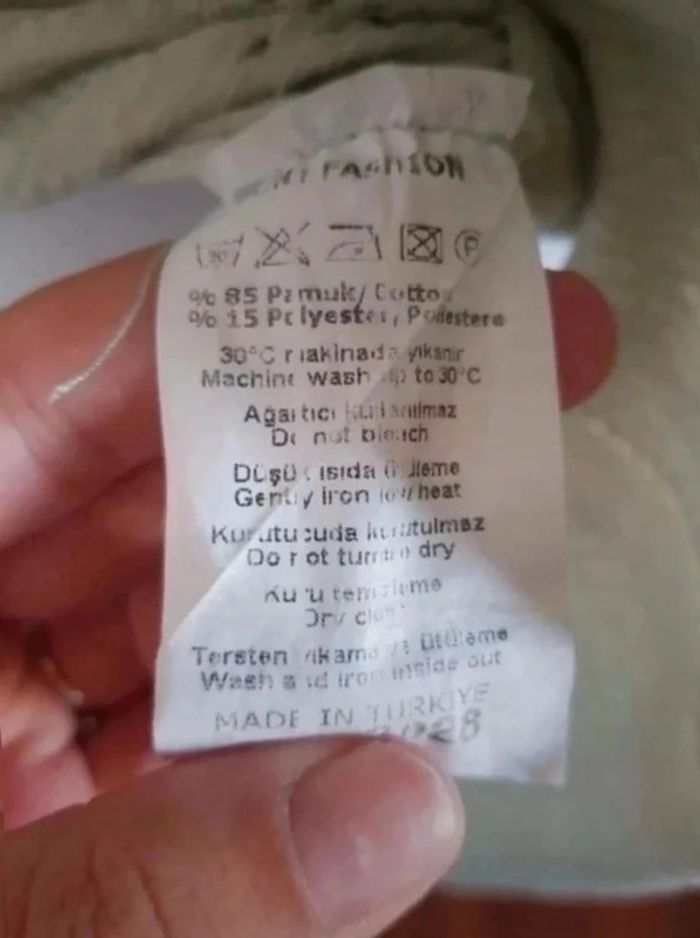 FASHION
30
P
% 85 Pamuk/ Cotton
% 15 Polyester, Poliestere
30°C makinada yıkanır
Machine wash up to 30°C
Ağartıcı kullanılmaz
Do not bleach
Düşük ısıda ütüleme
Gently iron low heat
Kurutucuda kurutulmaz
Do not tumble dry
Kuru temizleme
Dry clean
Tersten yıkama ve ütüleme
Wash and iron inside out
MADE IN TURKIYE